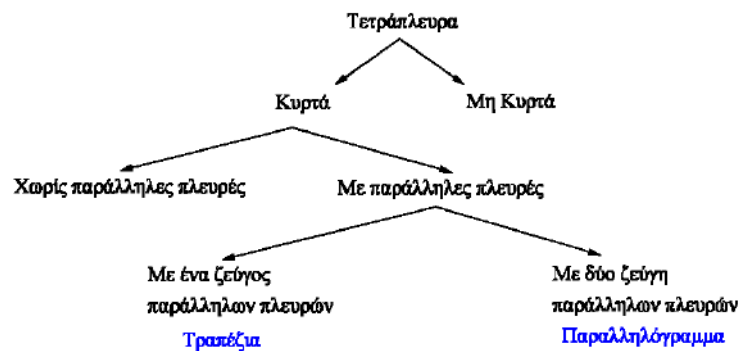 Τετράπλευρα
Κυρτά
Μη Κυρτά
Χωρίς παράλληλες πλευρές
Με παράλληλες πλευρές
Με ένα ζεύγος
παράλληλων πλευρών
Τραπέζια
Με δύο ζεύγη
παράλληλων πλευρών
Παραλληλόγραμμα